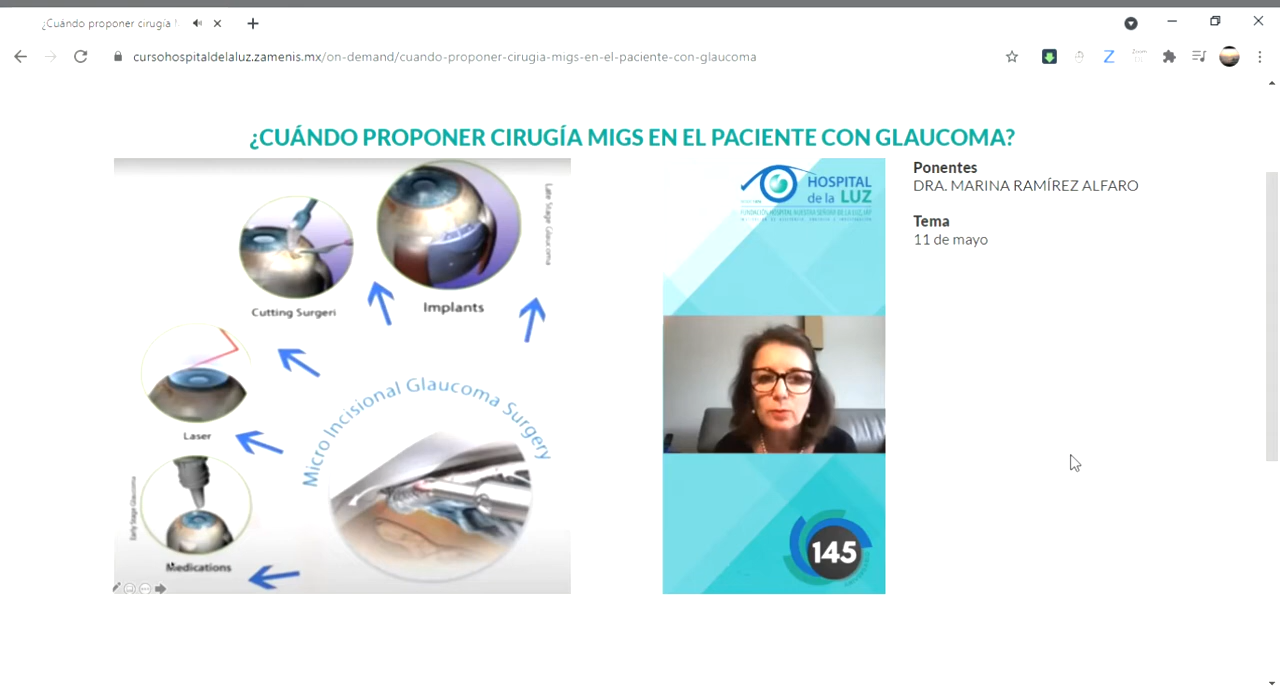 ¿Cuándo proponer cirugía
cursohospitaldelaluz.zamenis.mx/on-demand/cuando-proponer-cirugia-migs-en-el-paciente-con-glaucoma
¿CUÁNDO PROPONER CIRUGÍA MIGS EN EL PACIENTE CON GLAUCOMA?
Late Stage Glaucoma
Cutting Surgeri
Implants
Laser
Micro Incisional Glaucoma Surgery
Early Stage Glaucoma
Medications
HOSPITAL
de la LUZ
145
Ponentes
DRA. MARINA RAMÍREZ ALFARO
Tema
11 de mayo